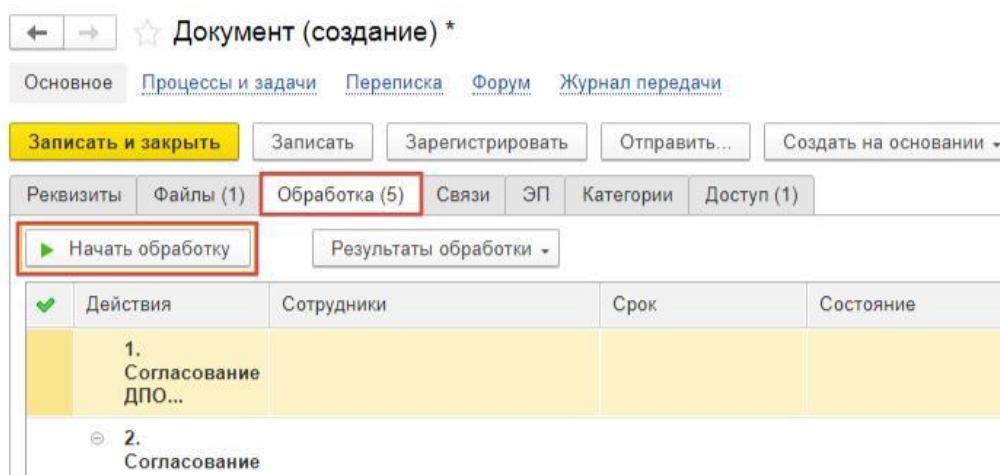 Документ (создание) *
Основное Процессы и задачи Переписка Форум Журнал передачи
Записать и закрыть Записать Зарегистрировать Отправить... Создать на основании
Реквизиты Файлы (1) Обработка (5) Связи ЭП Категории Доступ (1)
Начать обработку Результаты обработки
Действия Сотрудники Срок Состояние
1.
Согласование
ДПО...
2.
Согласование